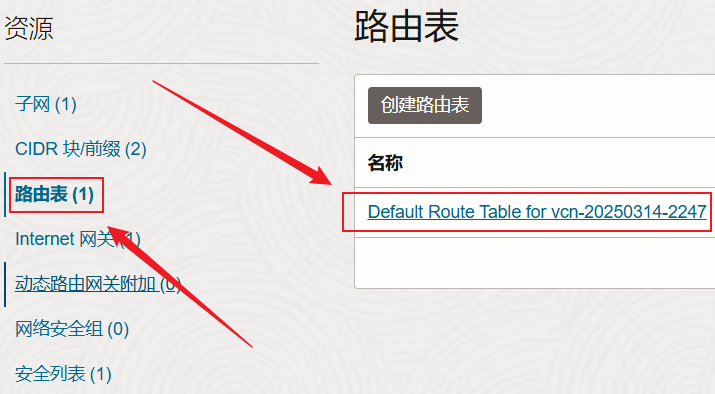 资源
子网 (1)
CIDR 块/前缀 (2)
路由表 (1)
Internet 网关 (1)
动态路由网关附加 (0)
网络安全组 (0)
安全列表 (1)
路由表
创建路由表
名称
Default Route Table for vcn-20250314-2247